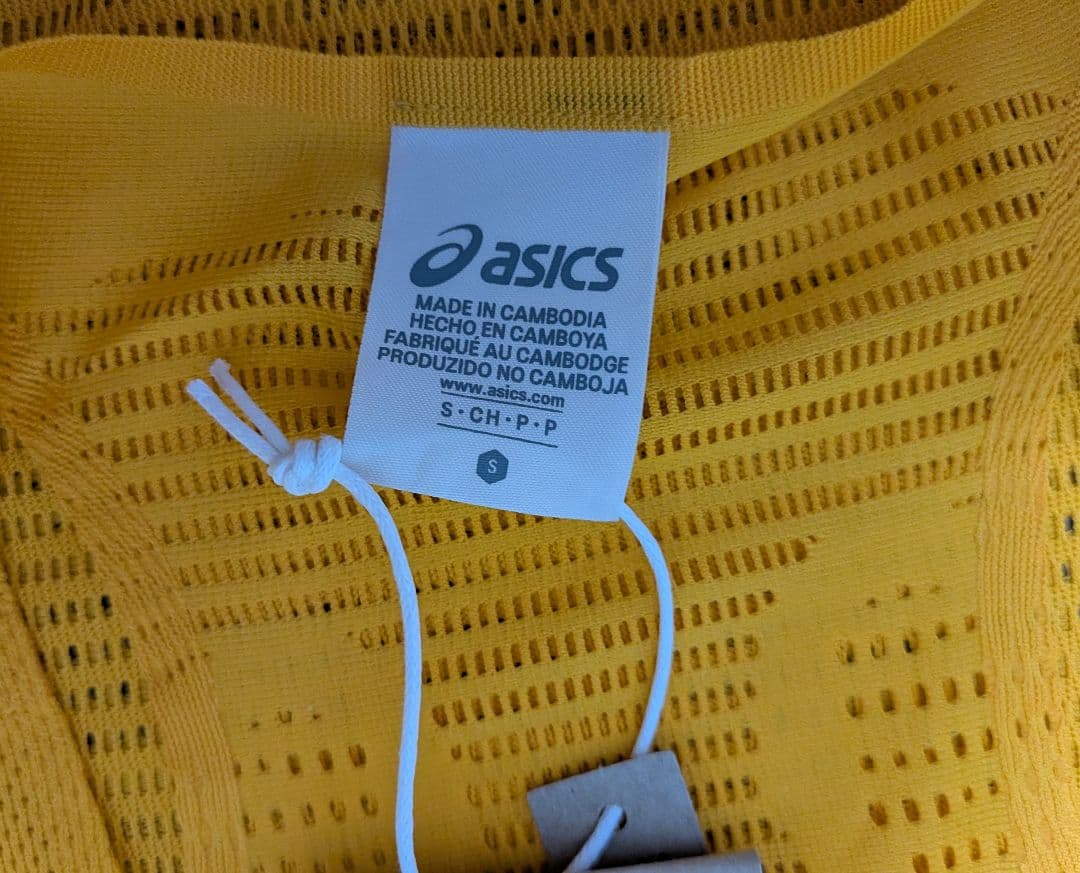 asics
MADE IN CAMBODIA
HECHO EN CAMBOYA
FABRIQUÉ AU CAMBODGE
PRODUZIDO NO CAMBOJA
www.asics.com
S·CH·P·P
S